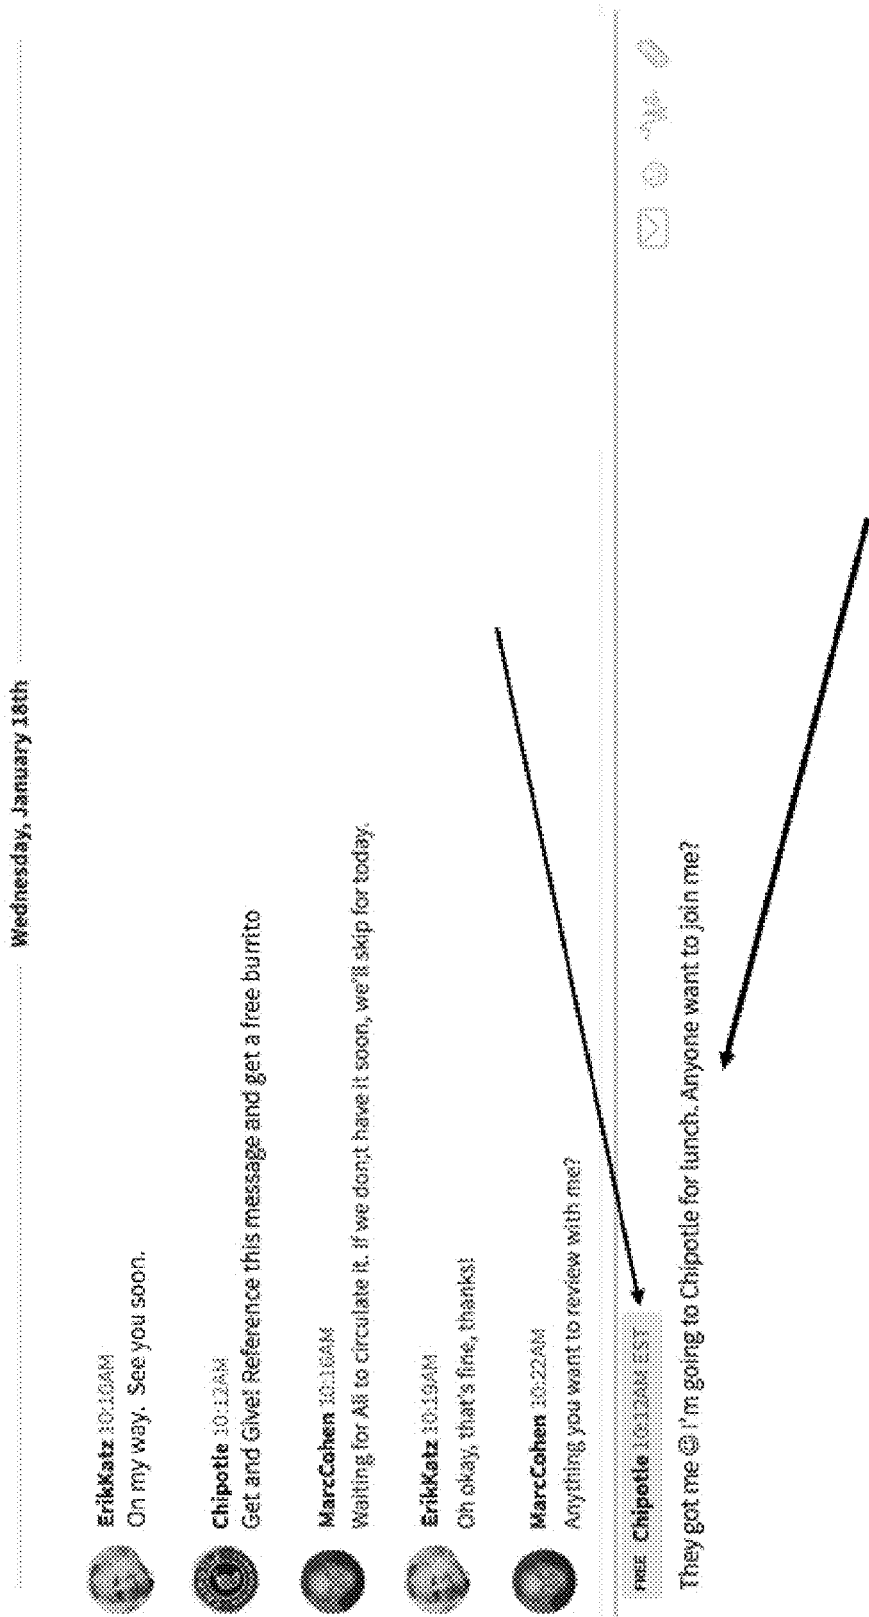 Wednesday, January 18th
ErikKatz 10:10AM
On my way. See you soon.
Chipotle 10:12AM
Get and Give! Reference this message and get a free burrito
MarcCohen 10:16AM
Waiting for Ali to circulate it. If we don;t have it soon, we'll skip for today.
ErikKatz 10:19AM
Oh okay, that's fine, thanks!
MarcCohen 10:22AM
Anything you want to review with me?
FREE Chipotle 10:12AM EST
They got me ☺ I'm going to Chipotle for lunch. Anyone want to join me?